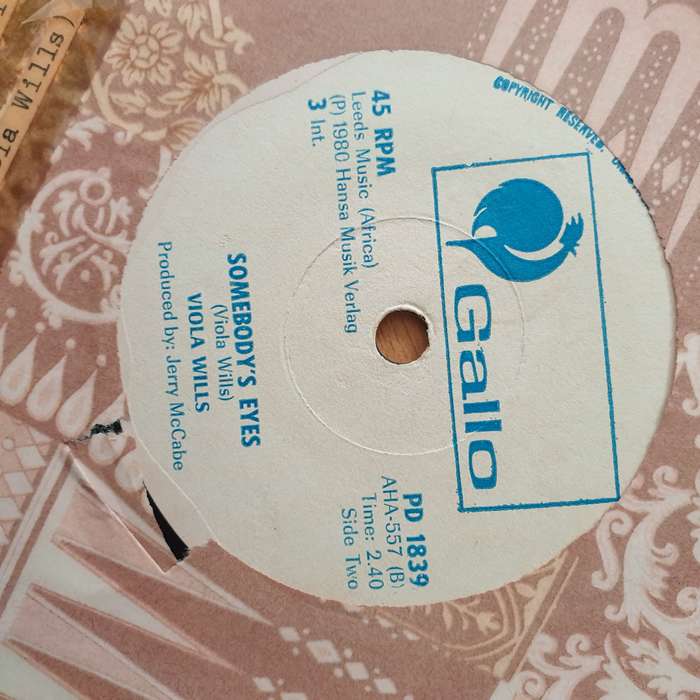 la Wills)
COPYRIGHT RESERVED.
Gallo
45 RPM
Leeds Music (Africa)
(P) 1980 Hansa Musik Verlag
3 Int.
PD 1839
AHA-557 (B)
Time: 2.40
Side Two
SOMEBODY'S EYES
(Viola Wills)
VIOLA WILLS
Produced by: Jerry McCabe